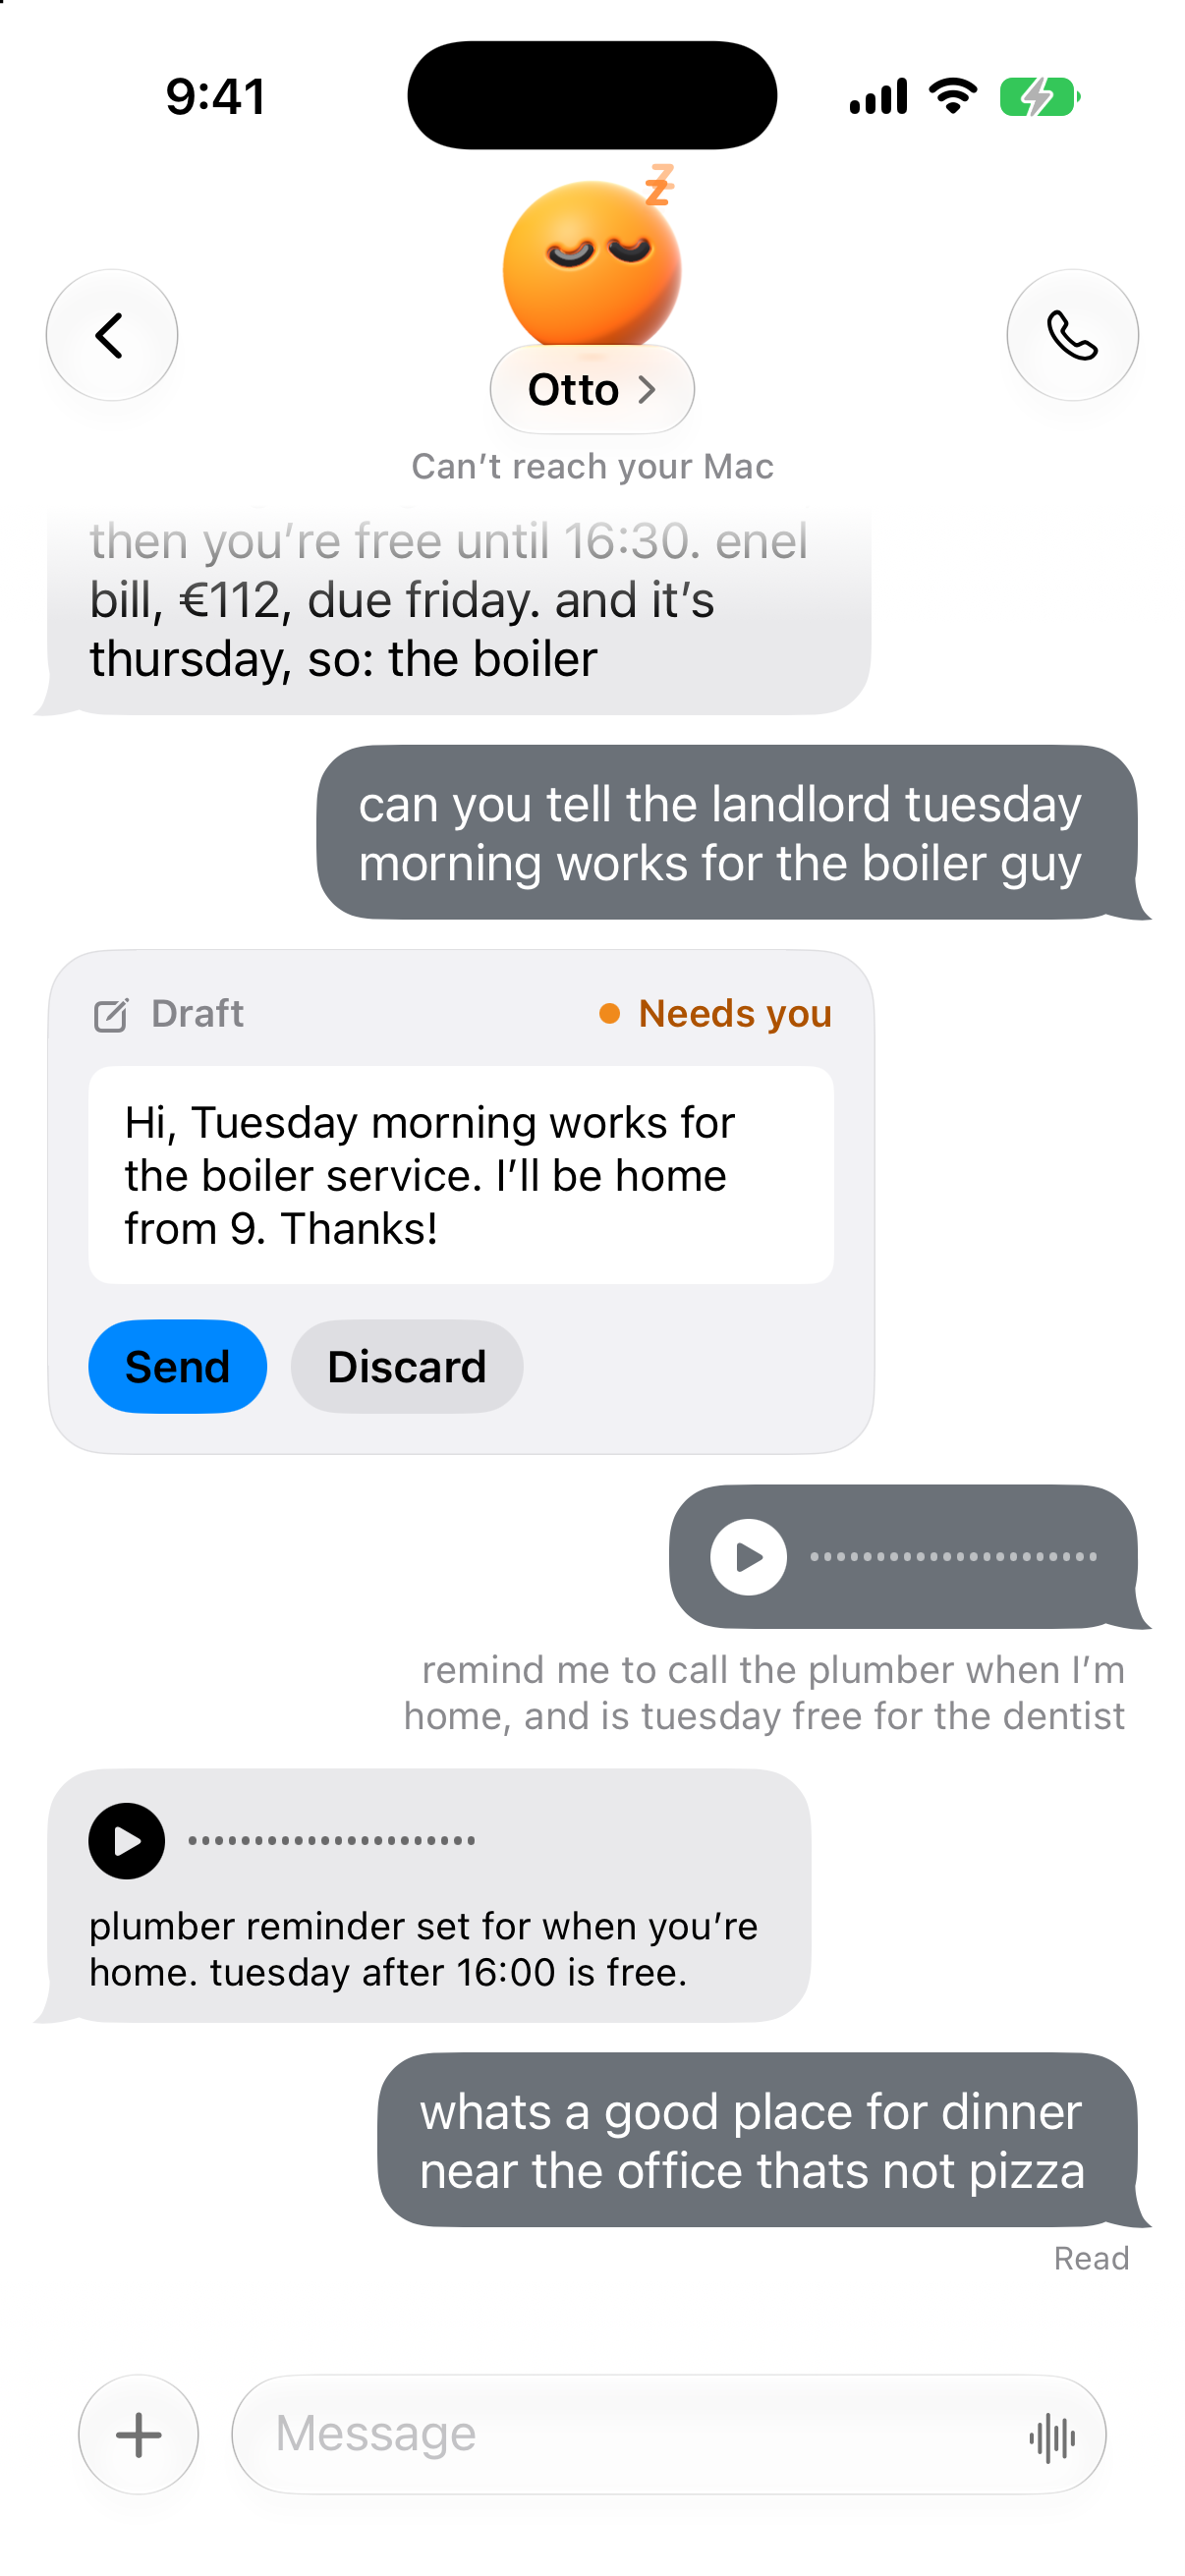 9:41
z
z
Otto
Can’t reach your Mac
then you’re free until 16:30. enel
bill, €112, due friday. and it’s
thursday, so: the boiler
can you tell the landlord tuesday
morning works for the boiler guy
Draft
Needs you
Hi, Tuesday morning works for
the boiler service. I’ll be home
from 9. Thanks!
Send
Discard
remind me to call the plumber when I’m
home, and is tuesday free for the dentist
plumber reminder set for when you’re
home. tuesday after 16:00 is free.
whats a good place for dinner
near the office thats not pizza
Read
Message